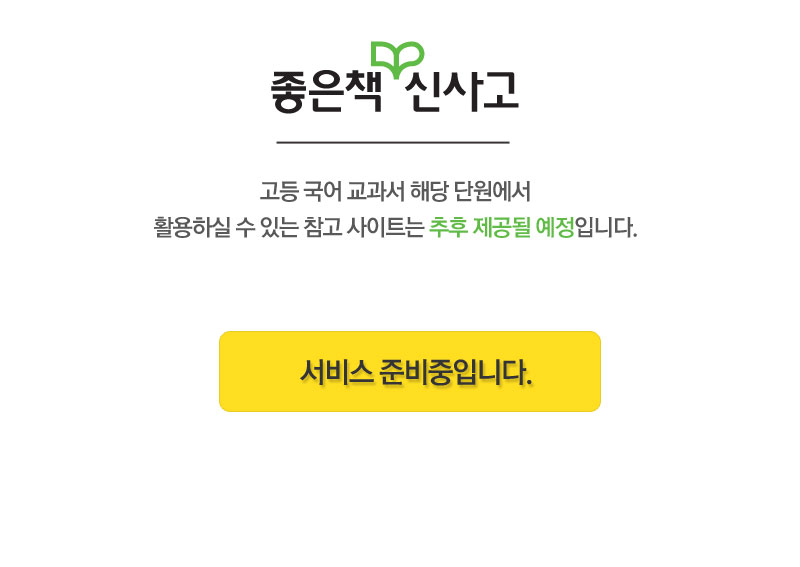 좋은책 신사고
고등 국어 교과서 해당 단원에서
활용하실 수 있는 참고 사이트는 추후 제공될 예정입니다.
서비스 준비중입니다.